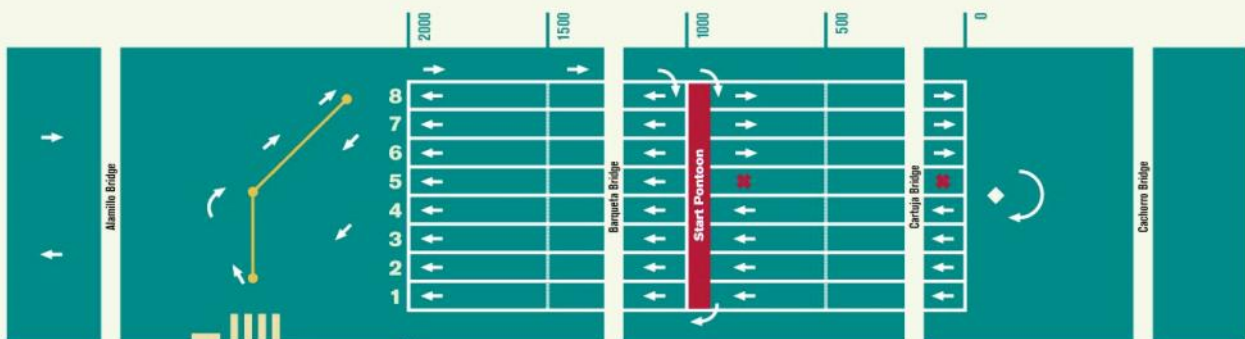 2000
1500
1000
500
0
8
7
6
5
4
3
2
1
Alamillo Bridge
Barqueta Bridge
Start Pontoon
Cartuja Bridge
Cachorro Bridge